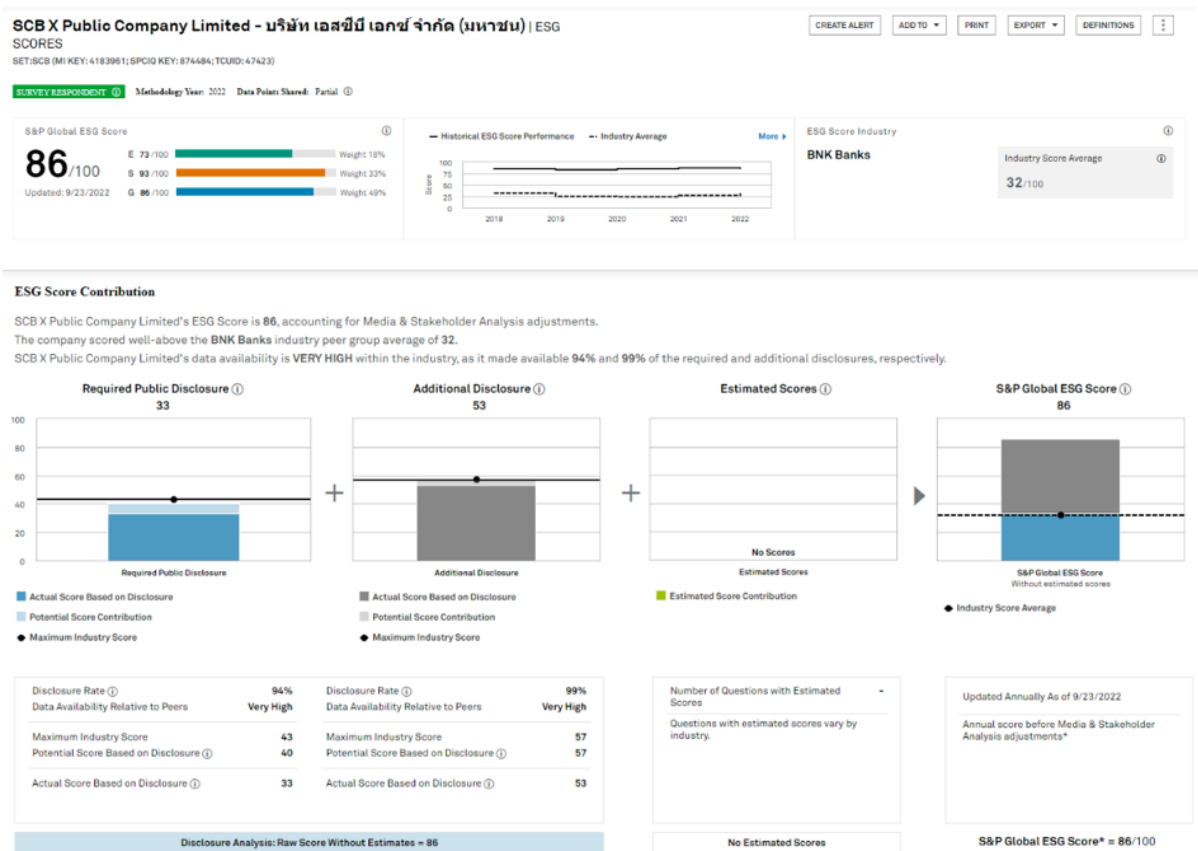 SCB X Public Company Limited - บริษัท เอสซีบี เอกซ์ จำกัด (มหาชน) | ESG
SCORES
SET:SCB (MI KEY: 4183961; SPCIQ KEY: 874484; TCUID: 47423)
CREATE ALERT ADD TO PRINT EXPORT DEFINITIONS
SURVEY RESPONDENT Methodology Year: 2022 Data Points Shared: Partial
S&P Global ESG Score
86/100
Updated: 9/23/2022
E 73/100 Weight 18%
S 93/100 Weight 33%
G 86/100 Weight 49%
Historical ESG Score Performance Industry Average More
Score
100
75
50
25
0
2018 2019 2020 2021 2022
ESG Score Industry
BNK Banks
Industry Score Average
32/100
ESG Score Contribution
SCB X Public Company Limited's ESG Score is 86, accounting for Media & Stakeholder Analysis adjustments.
The company scored well-above the BNK Banks industry peer group average of 32.
SCB X Public Company Limited's data availability is VERY HIGH within the industry, as it made available 94% and 99% of the required and additional disclosures, respectively.
Required Public Disclosure
33
100
80
60
40
20
0
Required Public Disclosure
Actual Score Based on Disclosure
Potential Score Contribution
Maximum Industry Score
Additional Disclosure
53
Additional Disclosure
Actual Score Based on Disclosure
Potential Score Contribution
Maximum Industry Score
Estimated Scores
No Scores
Estimated Scores
Estimated Score Contribution
S&P Global ESG Score
86
S&P Global ESG Score
Without estimated scores
Industry Score Average
Disclosure Rate 94%
Data Availability Relative to Peers Very High
Maximum Industry Score 43
Potential Score Based on Disclosure 40
Actual Score Based on Disclosure 33
Disclosure Rate 99%
Data Availability Relative to Peers Very High
Maximum Industry Score 57
Potential Score Based on Disclosure 57
Actual Score Based on Disclosure 53
Disclosure Analysis: Raw Score Without Estimates = 86
Number of Questions with Estimated -
Scores
Questions with estimated scores vary by
industry.
No Estimated Scores
Updated Annually As of 9/23/2022
Annual score before Media & Stakeholder
Analysis adjustments*
S&P Global ESG Score* = 86/100